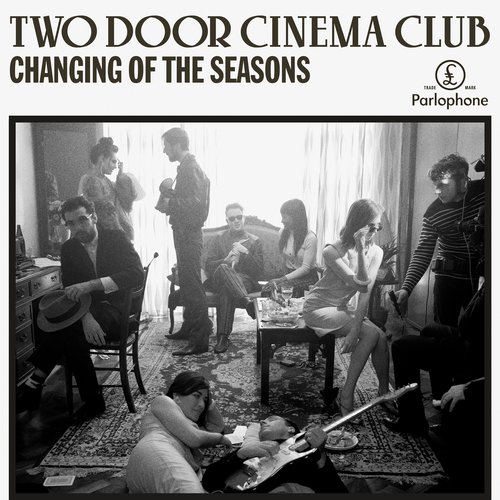 TWO DOOR CINEMA CLUB
CHANGING OF THE SEASONS
£
TRADE MARK
Parlophone